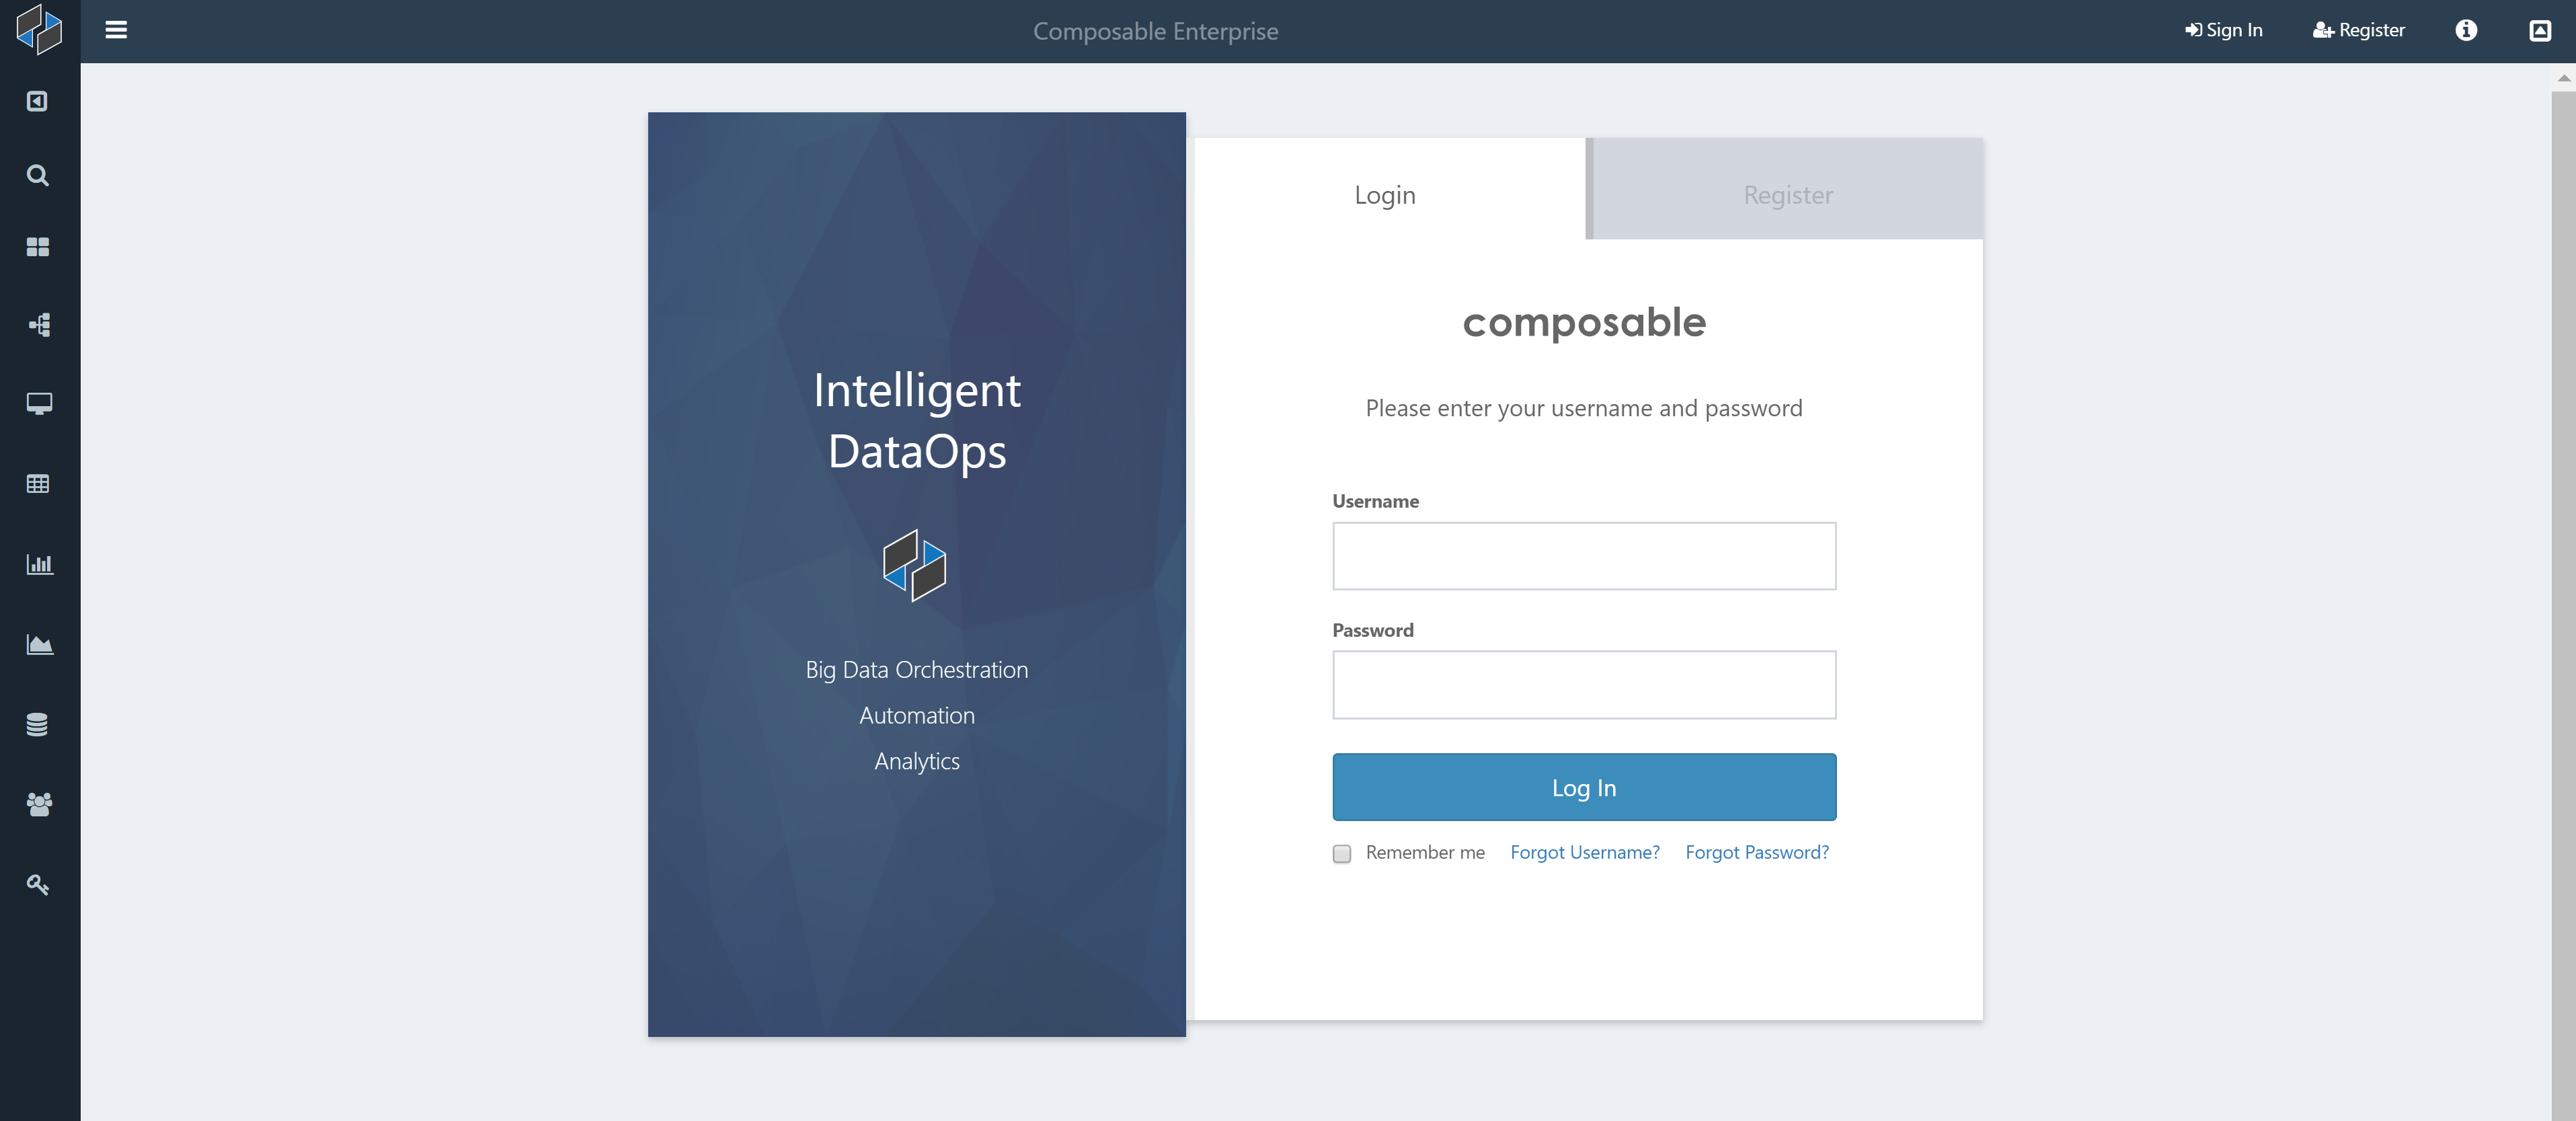 Composable Enterprise
Sign In
Register
Intelligent
DataOps
Big Data Orchestration
Automation
Analytics
Login
Register
composable
Please enter your username and password
Username
Password
Log In
Remember me Forgot Username? Forgot Password?